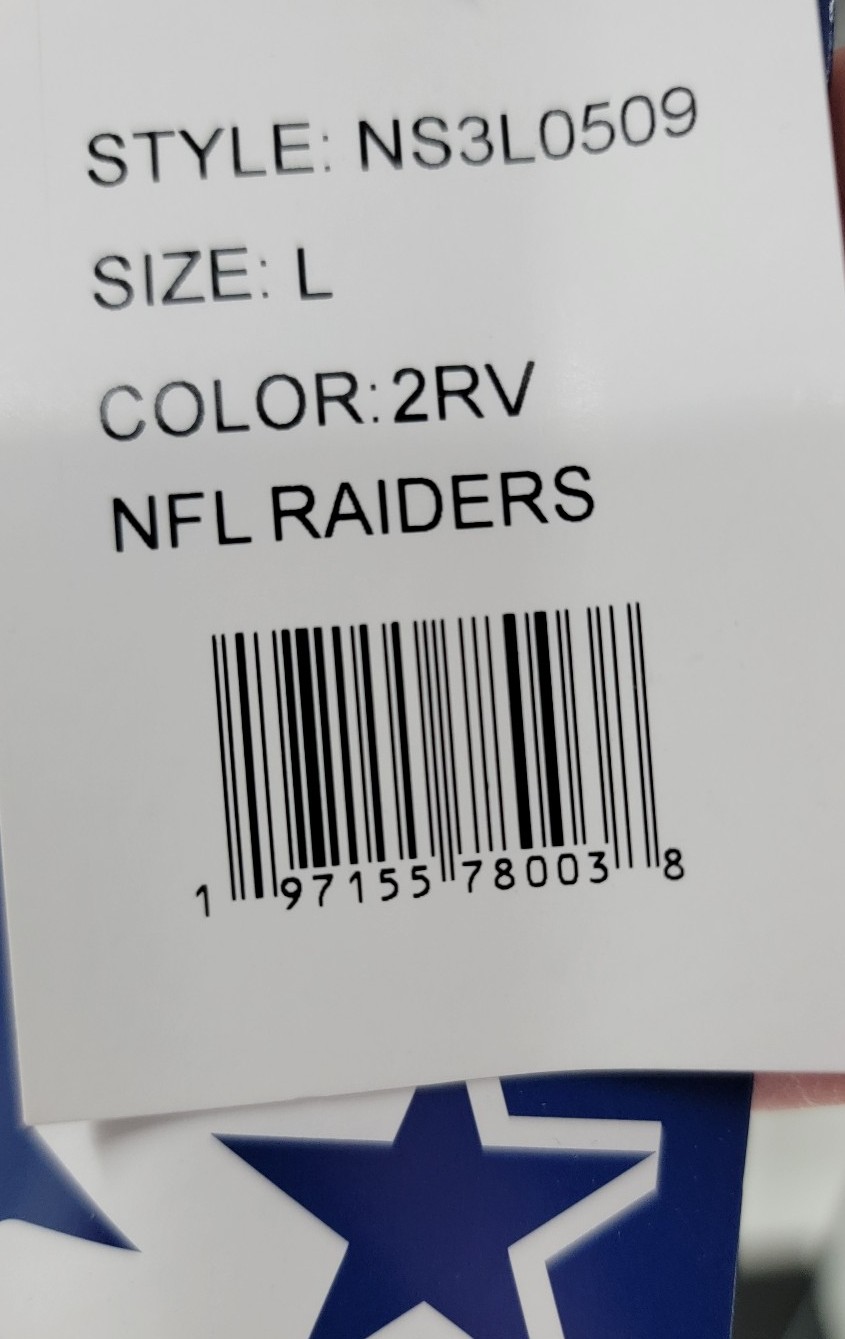 STYLE: NS3L0509
SIZE: L
COLOR: 2RV
NFL RAIDERS
1 97155 78003 8